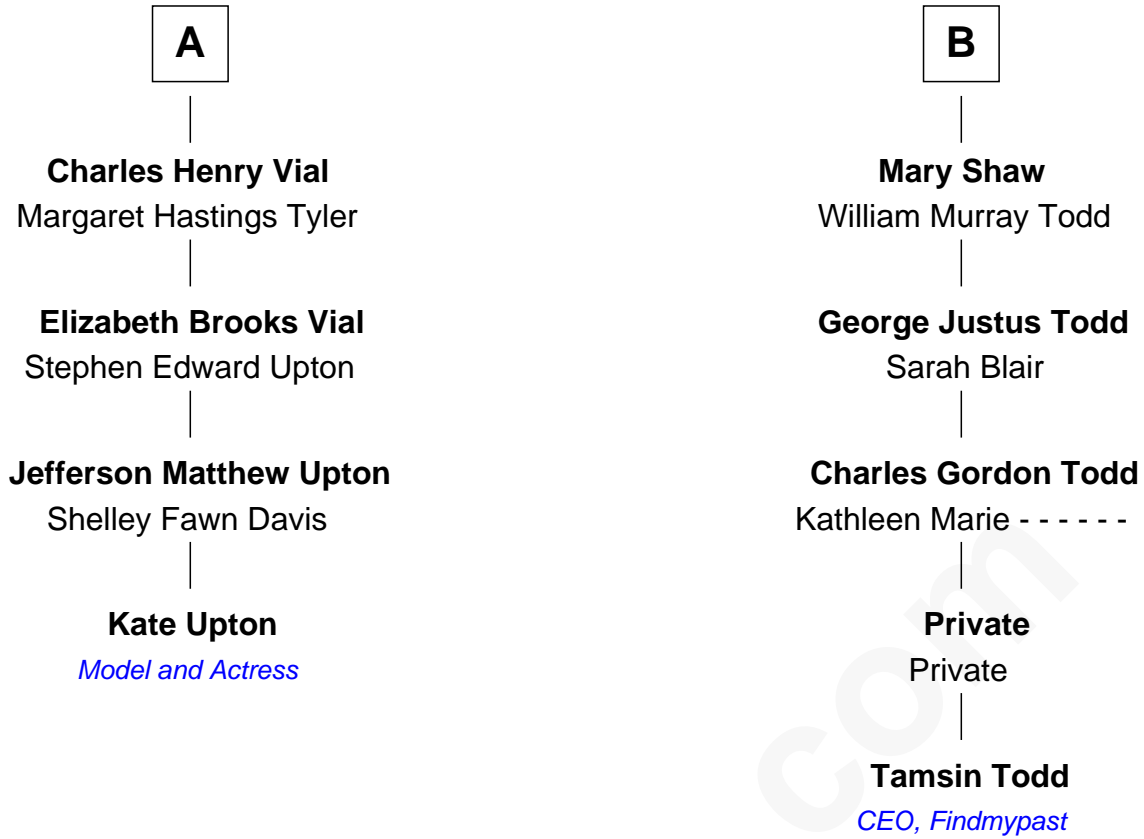 A
Charles Henry Vial
Margaret Hastings Tyler
Elizabeth Brooks Vial
Stephen Edward Upton
Jefferson Matthew Upton
Shelley Fawn Davis
Kate Upton
Model and Actress
B
Mary Shaw
William Murray Todd
George Justus Todd
Sarah Blair
Charles Gordon Todd
Kathleen Marie - - - - - -
Private
Private
Tamsin Todd
CEO, Findmypast
com